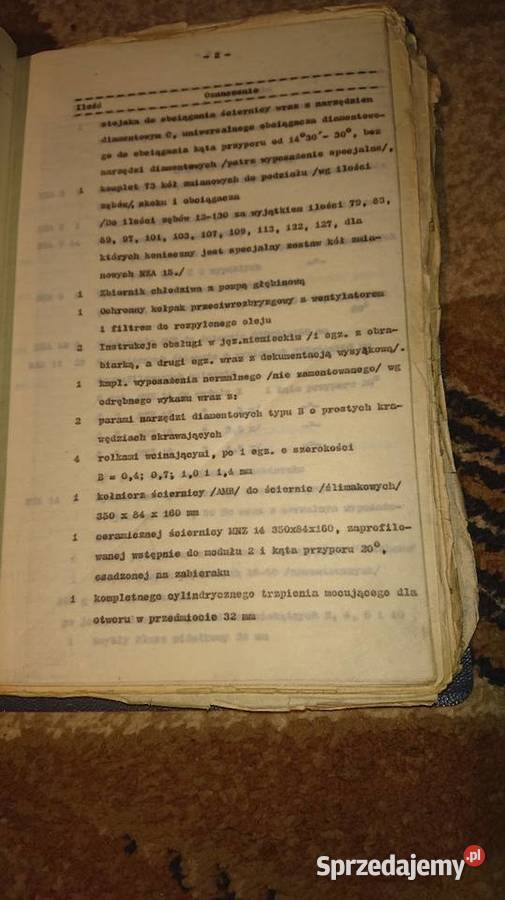 - 2 -
Ilość Oznaczenie
stojaka do obciągania ściernicy wraz z narzędziem
diamentowym C, uniwersalnego obciągacza diamentowe-
go do obciągania kąta przyporu od 14°30´- 30°, bez
narzędzi diamentowych /patrz wyposażenie specjalne/,
1 komplet 73 kół zmianowych do podziału /wg ilości
zębów/, skoku i obciągacza
/Do ilości zębów 12-130 za wyjątkiem ilości 79, 83,
89, 97, 101, 103, 107, 109, 113, 122, 127, dla
których konieczny jest specjalny zestaw kół zmia-
nowych NZA 15./
1 Zbiornik chłodziwa z pompą głębinową
1 Ochronny kołpak przeciwrozbryzgowy z wentylatorem
i filtrem do rozpylonego oleju
2 Instrukcje obsługi w jęz.niemieckim /1 egz. z obra-
biarką, a drugi egz. wraz z dokumentacją wysyłkową/.
1 kmpl. wyposażenia normalnego /nie zamontowanego/ wg
odrębnego wykazu wraz z:
2 parami narzędzi diamentowych typu B o prostych kra-
wędziach skrawających
4 rolkami wcinającymi, po 1 egz. o szerokości
B = 0,4; 0,7; 1,0 i 1,4 mm
1 kołnierz ściernicy /AMB/ do ściernic /ślimakowych/
350 x 84 x 160 mm
1 ceramicznej ściernicy MNZ 14 350x84x160, zaprofilo-
wanej wstępnie do modułu 2 i kąta przyporu 20°,
osadzonej na zabieraku
1 kompletnego cylindrycznego trzpienia mocującego dla
otworu w przedmiocie 32 mm
Sprzedajemy.pl